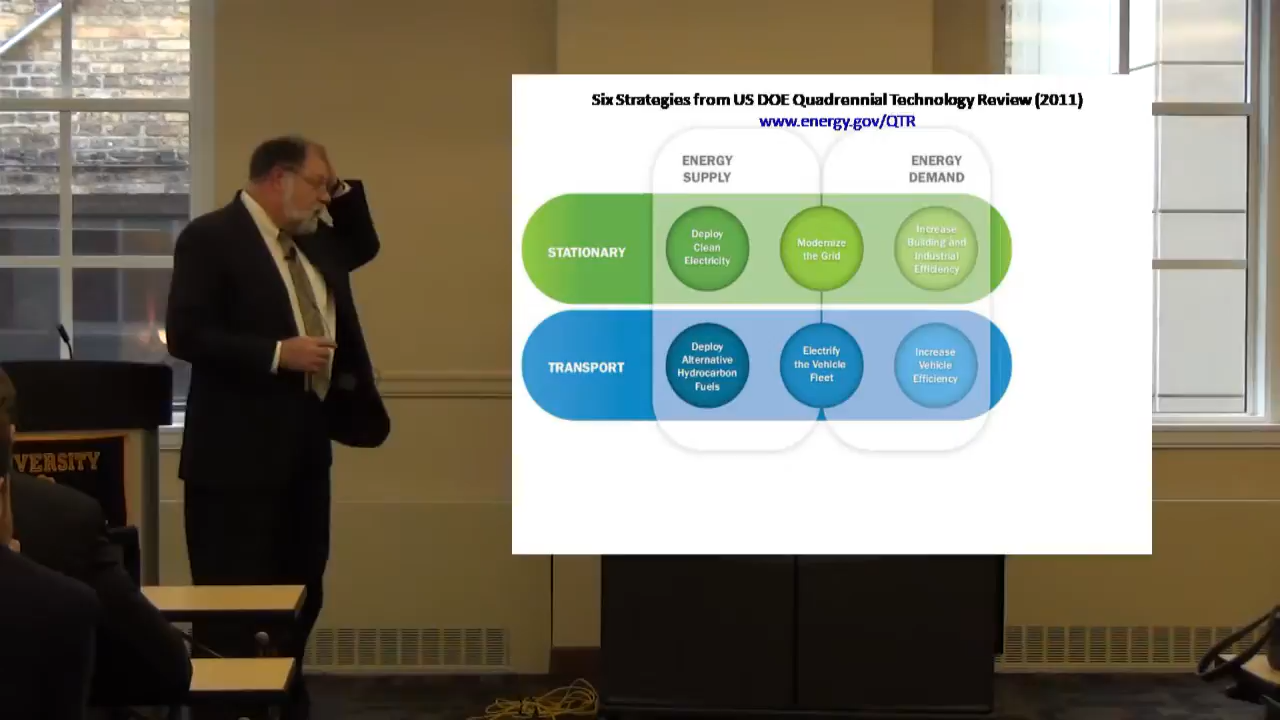 Six Strategies from US DOE Quadrennial Technology Review (2011)
www.energy.gov/QTR
ENERGY
SUPPLY
ENERGY
DEMAND
STATIONARY
Deploy
Clean
Electricity
Modernize
the Grid
Increase
Building and
Industrial
Efficiency
TRANSPORT
Deploy
Alternative
Hydrocarbon
Fuels
Electrify
the Vehicle
Fleet
Increase
Vehicle
Efficiency
VERSITY